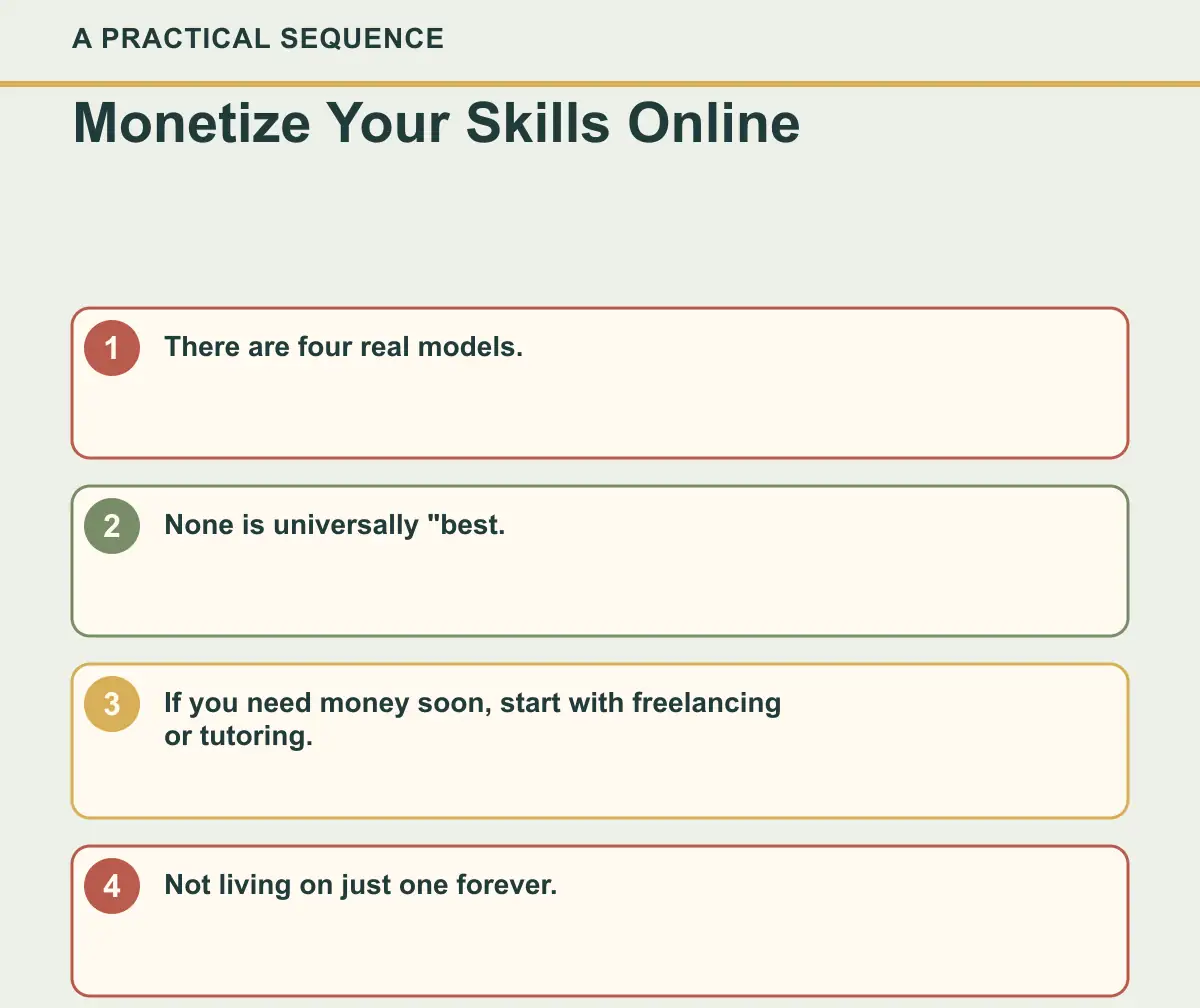 A PRACTICAL SEQUENCE
Monetize Your Skills Online
1
There are four real models.
2
None is universally "best.
3
If you need money soon, start with freelancing
or tutoring.
4
Not living on just one forever.